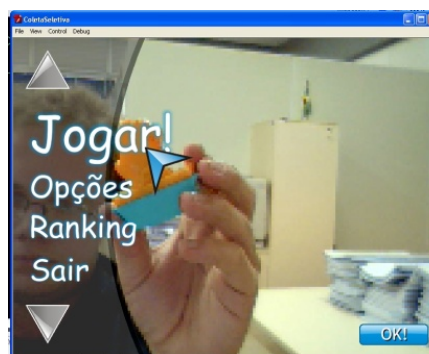 ColetaSeletiva
File View Control Debug
Jogar!
Opções
Ranking
Sair
OK!